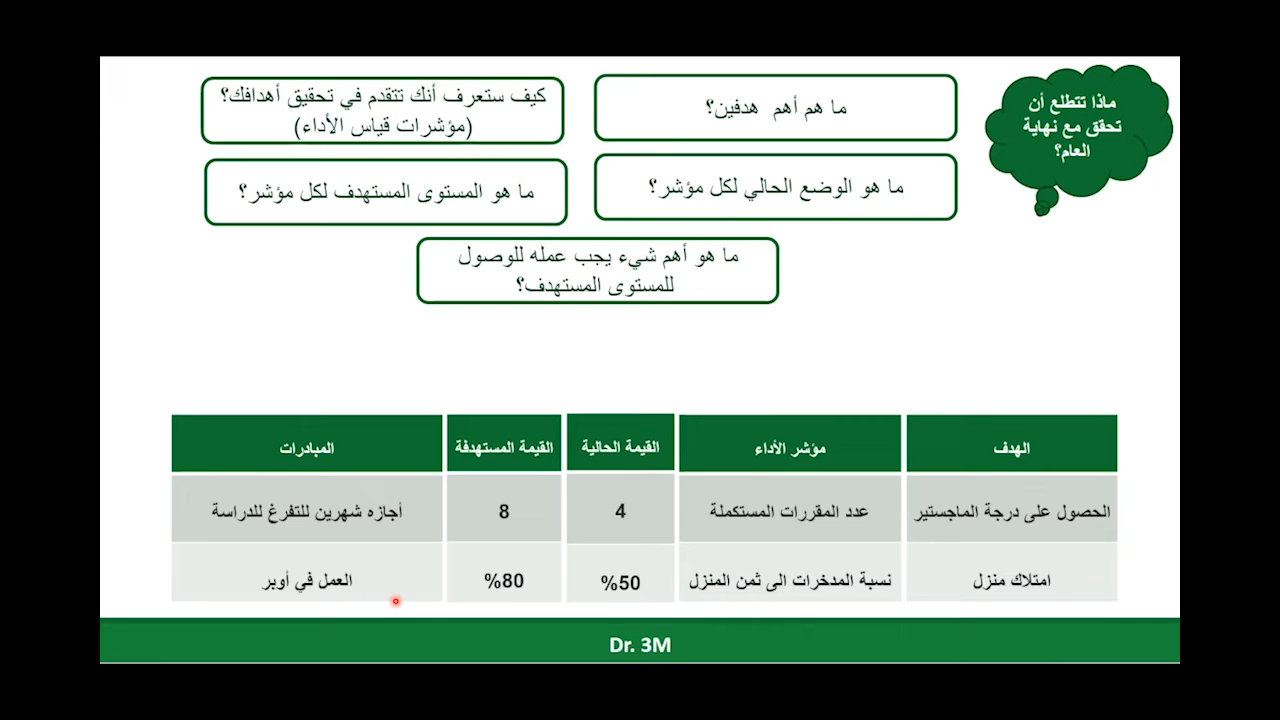 ماذا تتطلع أن
تحقق مع نهاية
العام؟
ما هم أهم هدفين؟
كيف ستعرف أنك تتقدم في تحقيق أهدافك؟
(مؤشرات قياس الأداء)
ما هو الوضع الحالي لكل مؤشر؟
ما هو المستوى المستهدف لكل مؤشر؟
ما هو أهم شيء يجب عمله للوصول
للمستوى المستهدف؟
الهدف مؤشر الأداء القيمة الحالية القيمة المستهدفة المبادرات
الحصول على درجة الماجستير عدد المقررات المستكملة 4 8 أجازه شهرين للتفرغ للدراسة
امتلاك منزل نسبة المدخرات الى ثمن المنزل %50 %80 العمل في أوبر
Dr. 3M